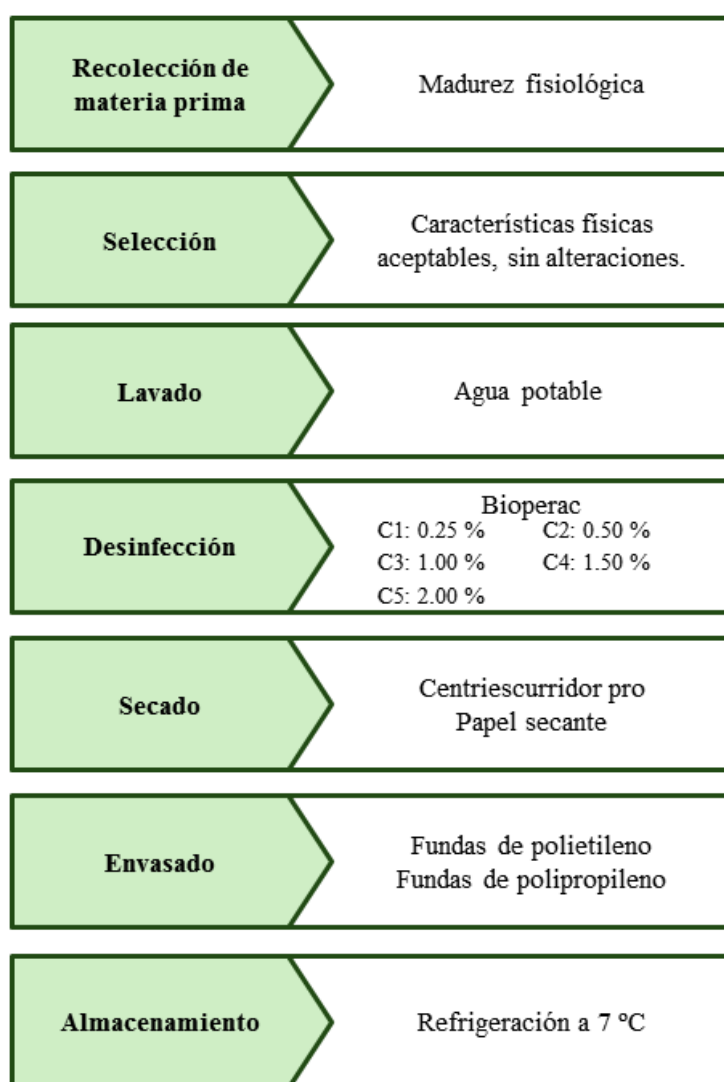 Recolección de
materia prima
Madurez fisiológica
Selección
Características físicas
aceptables, sin alteraciones.
Lavado
Agua potable
Desinfección
Bioperac
C1: 0.25 % C2: 0.50 %
C3: 1.00 % C4: 1.50 %
C5: 2.00 %
Secado
Centriescurridor pro
Papel secante
Envasado
Fundas de polietileno
Fundas de polipropileno
Almacenamiento
Refrigeración a 7 ºC